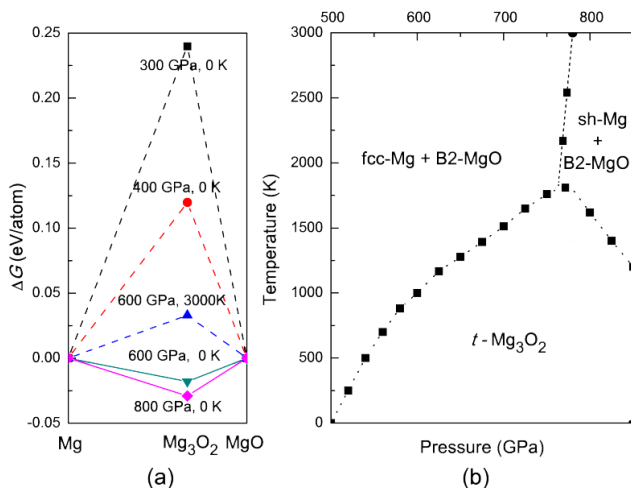 0.25
0.20
0.15
0.10
0.05
0.00
-0.05
ΔG (eV/atom)
300 GPa, 0 K
400 GPa, 0 K
600 GPa, 3000K
600 GPa, 0 K
800 GPa, 0 K
Mg
Mg₃O₂
MgO
(a)
500
600
700
800
3000
2500
2000
1500
1000
500
0
Temperature (K)
fcc-Mg + B2-MgO
sh-Mg
+
B2-MgO
t - Mg₃O₂
Pressure (GPa)
(b)